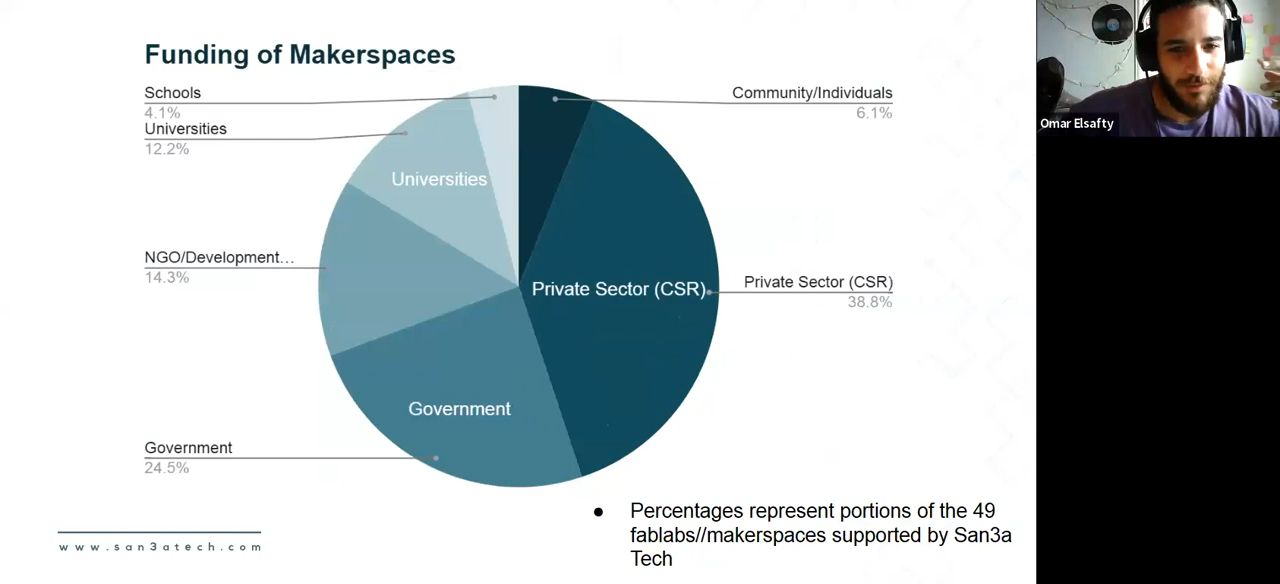 Funding of Makerspaces
Schools
4.1%
Universities
12.2%
NGO/Development…
14.3%
Government
24.5%
Community/Individuals
6.1%
Private Sector (CSR)
38.8%
Universities
Private Sector (CSR)
Government
● Percentages represent portions of the 49
fablabs//makerspaces supported by San3a
Tech
www.san3atech.com
Omar Elsafty